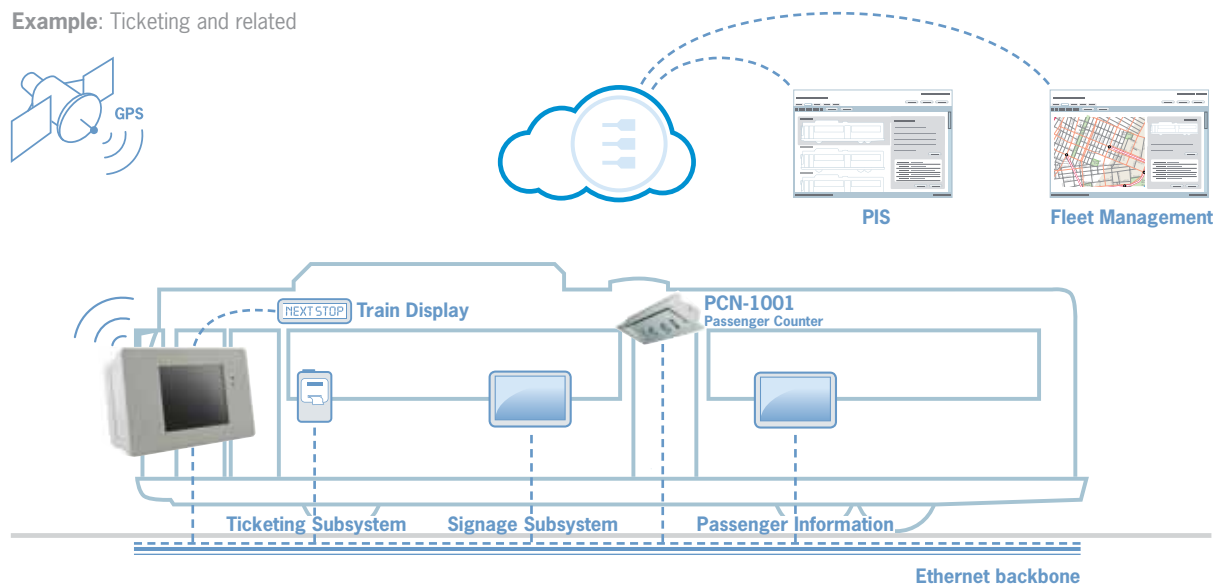 Example: Ticketing and related
GPS
PIS
Fleet Management
NEXT STOP
Train Display
PCN-1001
Passenger Counter
Ticketing Subsystem
Signage Subsystem
Passenger Information
Ethernet backbone